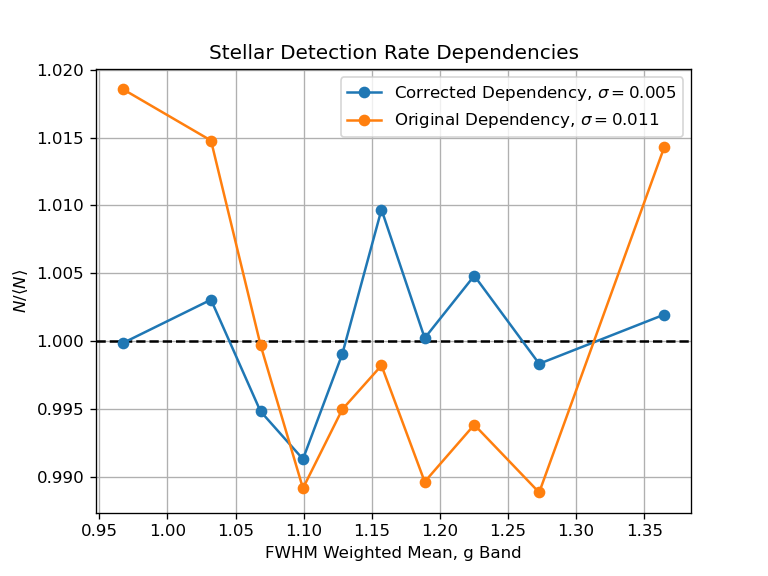 Stellar Detection Rate Dependencies
Corrected Dependency, σ = 0.005
Original Dependency, σ = 0.011
N/⟨N⟩
1.020
1.015
1.010
1.005
1.000
0.995
0.990
0.95 1.00 1.05 1.10 1.15 1.20 1.25 1.30 1.35
FWHM Weighted Mean, g Band